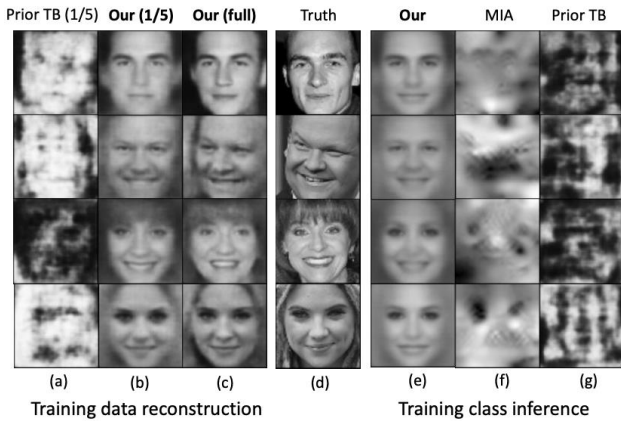 Prior TB (1/5) Our (1/5) Our (full) Truth Our MIA Prior TB
(a) (b) (c) (d) (e) (f) (g)
Training data reconstruction Training class inference